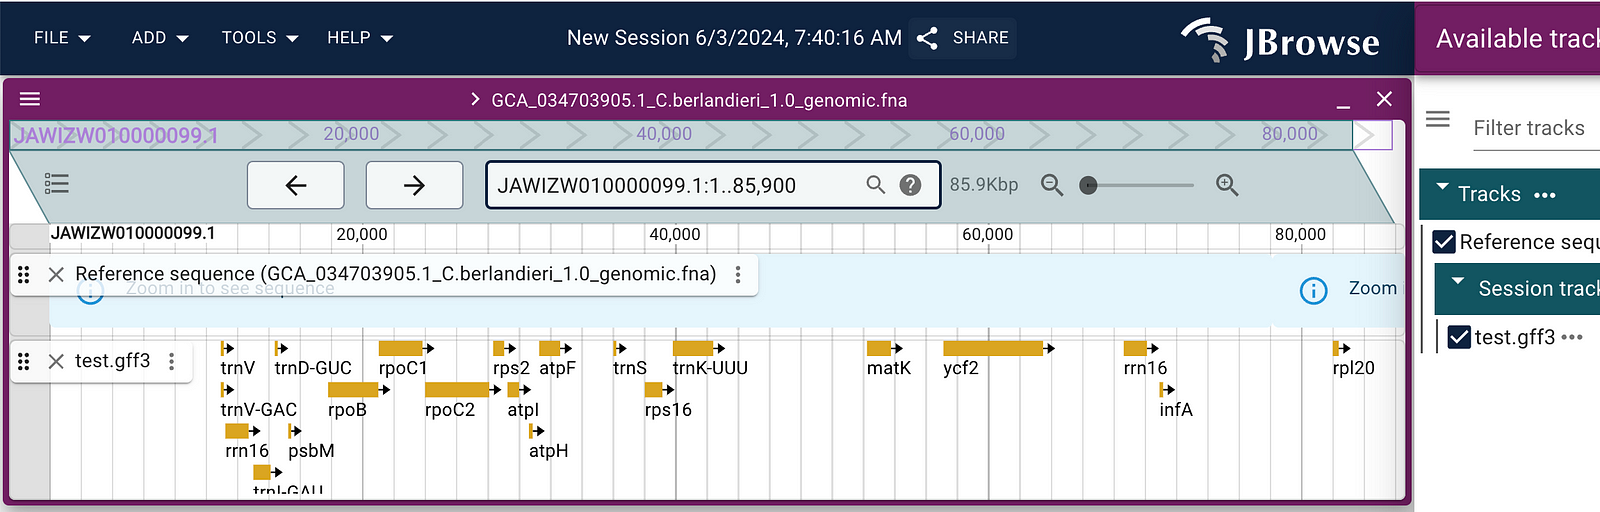 FILE ADD TOOLS HELP New Session 6/3/2024, 7:40:16 AM SHARE JBrowse Available track
GCA_034703905.1_C.berlandieri_1.0_genomic.fna
JAWIZW010000099.1 20,000 40,000 60,000 80,000
Filter tracks
JAWIZW010000099.1:1..85,900 85.9Kbp
Tracks
JAWIZW010000099.1 20,000 40,000 60,000 80,000
Reference sequ
Reference sequence (GCA_034703905.1_C.berlandieri_1.0_genomic.fna)
Zoom in to see sequence Zoom
Session track
test.gff3
test.gff3
trnV trnD-GUC rpoC1 rps2 atpF trnS trnK-UUU matK ycf2 rrn16 rpl20
trnV-GAC rpoB rpoC2 atpI rps16 infA
rrn16 psbM atpH
trnI-GAU